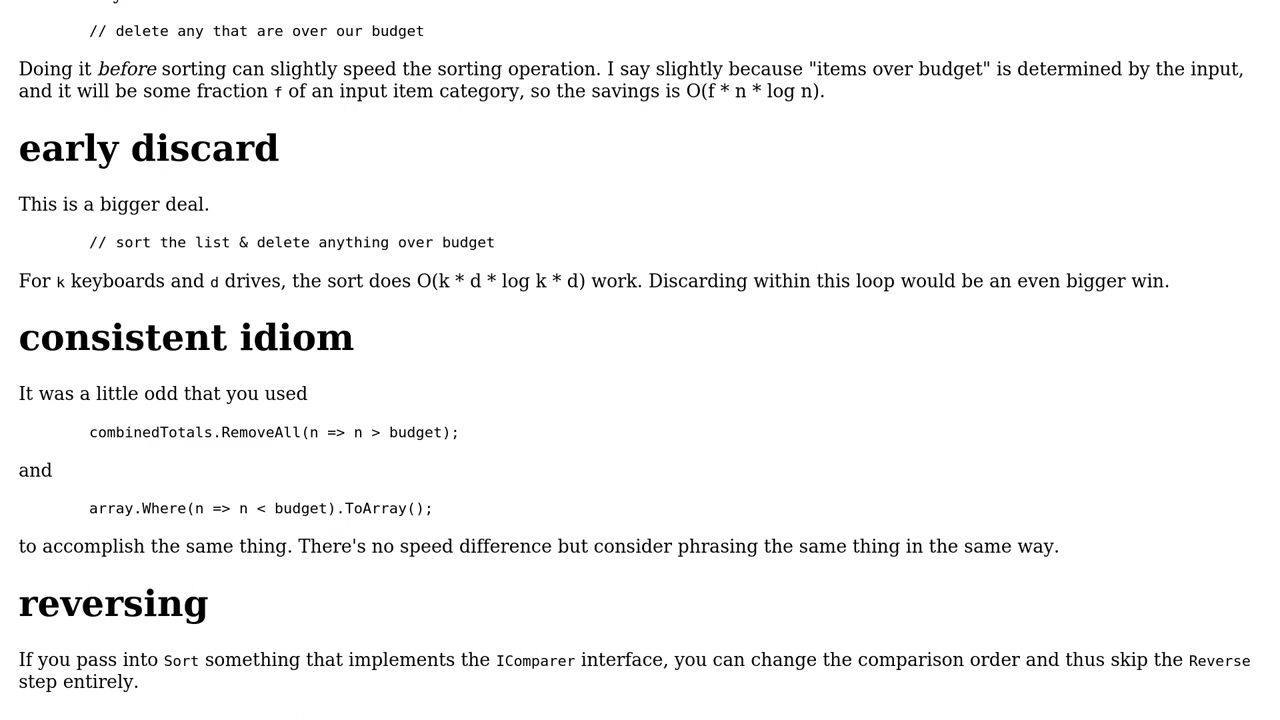 // delete any that are over our budget
Doing it before sorting can slightly speed the sorting operation. I say slightly because "items over budget" is determined by the input,
and it will be some fraction f of an input item category, so the savings is O(f * n * log n).
early discard
This is a bigger deal.
// sort the list & delete anything over budget
For k keyboards and d drives, the sort does O(k * d * log k * d) work. Discarding within this loop would be an even bigger win.
consistent idiom
It was a little odd that you used
combinedTotals.RemoveAll(n => n > budget);
and
array.Where(n => n < budget).ToArray();
to accomplish the same thing. There's no speed difference but consider phrasing the same thing in the same way.
reversing
If you pass into Sort something that implements the IComparer interface, you can change the comparison order and thus skip the Reverse
step entirely.